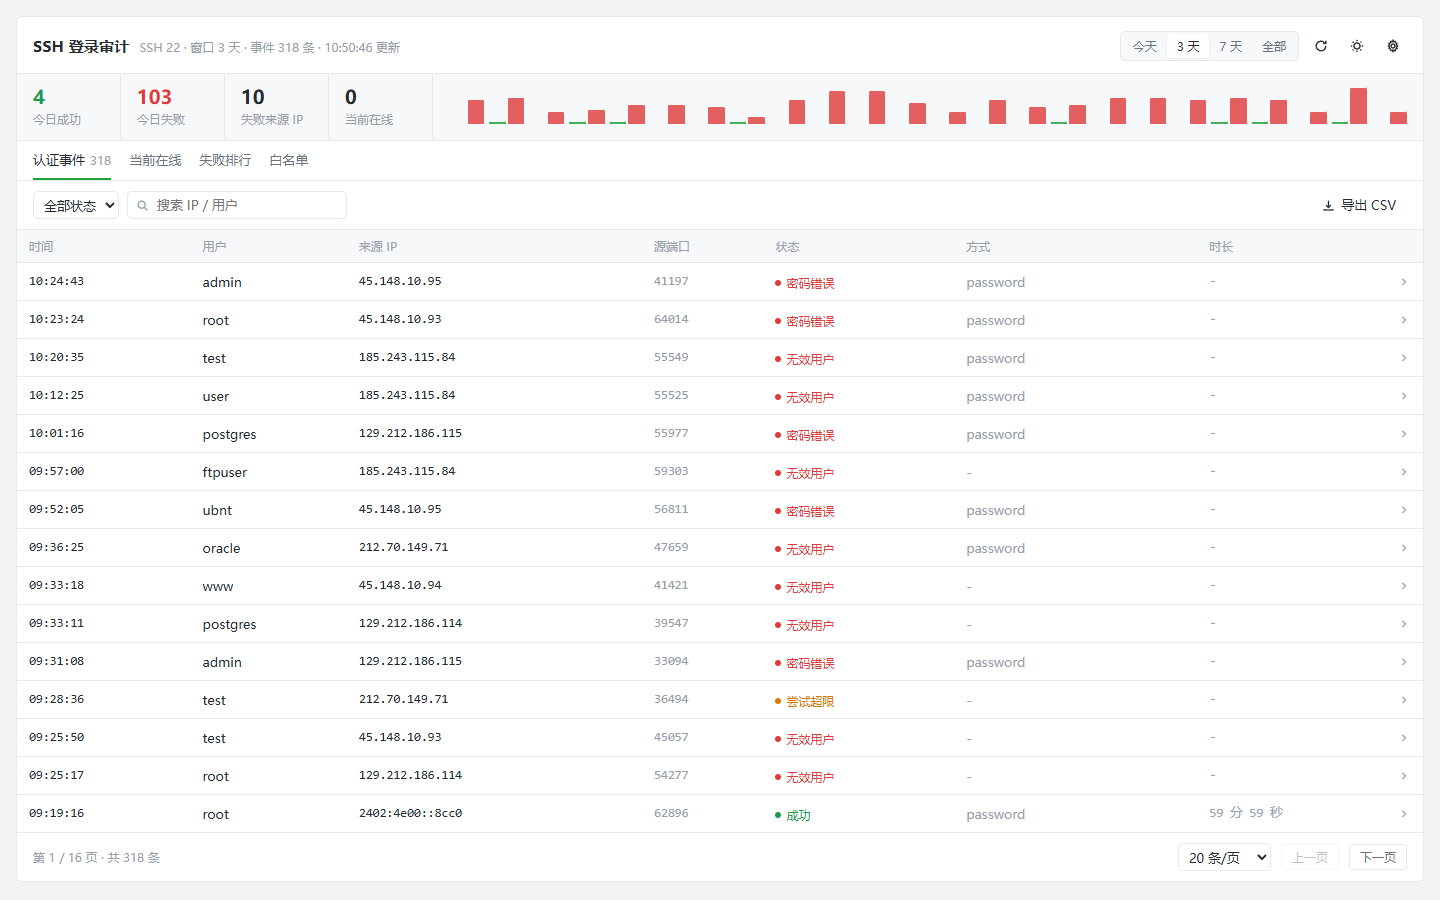 SSH 登录审计 SSH 22 · 窗口 3 天 · 事件 318 条 · 10:50:46 更新 今天 3 天 7 天 全部
4 103 10 0
今日成功 今日失败 失败来源 IP 当前在线
认证事件 318 当前在线 失败排行 白名单
全部状态 搜索 IP / 用户 导出 CSV
时间 用户 来源 IP 源端口 状态 方式 时长
10:24:43 admin 45.148.10.95 41197 密码错误 password -
10:23:24 root 45.148.10.93 64014 密码错误 password -
10:20:35 test 185.243.115.84 55549 无效用户 password -
10:12:25 user 185.243.115.84 55525 无效用户 password -
10:01:16 postgres 129.212.186.115 55977 密码错误 password -
09:57:00 ftpuser 185.243.115.84 59303 无效用户 - -
09:52:05 ubnt 45.148.10.95 56811 密码错误 password -
09:36:25 oracle 212.70.149.71 47659 无效用户 password -
09:33:18 www 45.148.10.94 41421 无效用户 - -
09:33:11 postgres 129.212.186.114 39547 无效用户 - -
09:31:08 admin 129.212.186.115 33094 密码错误 password -
09:28:36 test 212.70.149.71 36494 尝试超限 - -
09:25:50 test 45.148.10.93 45057 无效用户 - -
09:25:17 root 129.212.186.114 54277 无效用户 - -
09:19:16 root 2402:4e00::8cc0 62896 成功 password 59 分 59 秒
第 1 / 16 页 · 共 318 条 20 条/页 上一页 下一页